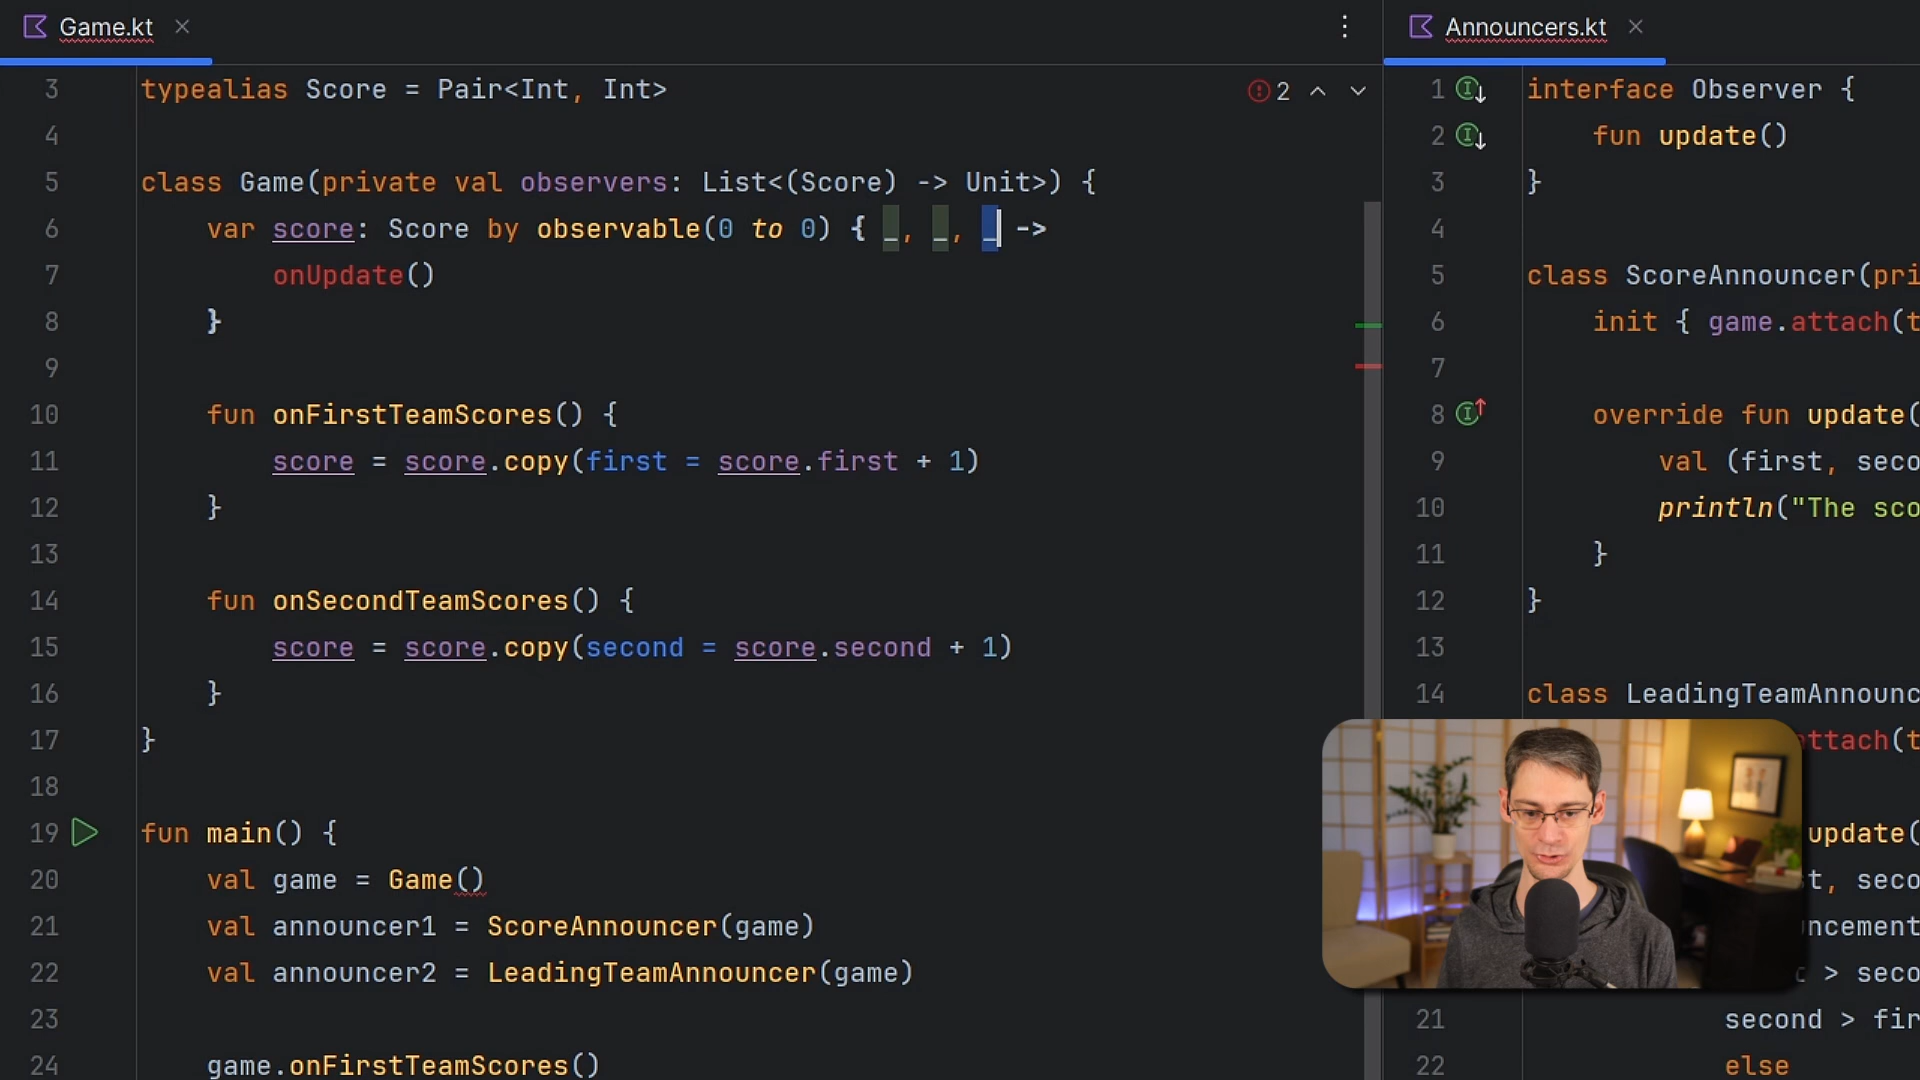 Game.kt
3 typealias Score = Pair<Int, Int>
2
4
5 class Game(private val observers: List<(Score) -> Unit>) {
6 var score: Score by observable(0 to 0) { _, _, _ ->
7 onUpdate()
8 }
9
10 fun onFirstTeamScores() {
11 score = score.copy(first = score.first + 1)
12 }
13
14 fun onSecondTeamScores() {
15 score = score.copy(second = score.second + 1)
16 }
17 }
18
19 fun main() {
20 val game = Game()
21 val announcer1 = ScoreAnnouncer(game)
22 val announcer2 = LeadingTeamAnnouncer(game)
23
24 game.onFirstTeamScores()
Announcers.kt
1 interface Observer {
2 fun update()
3 }
4
5 class ScoreAnnouncer(pri
6 init { game.attach(t
7
8 override fun update(
9 val (first, seco
10 println("The sco
11 }
12 }
13
14 class LeadingTeamAnnounc
attach(t
update(
t, seco
ncement
> seco
21 second > fir
22 else